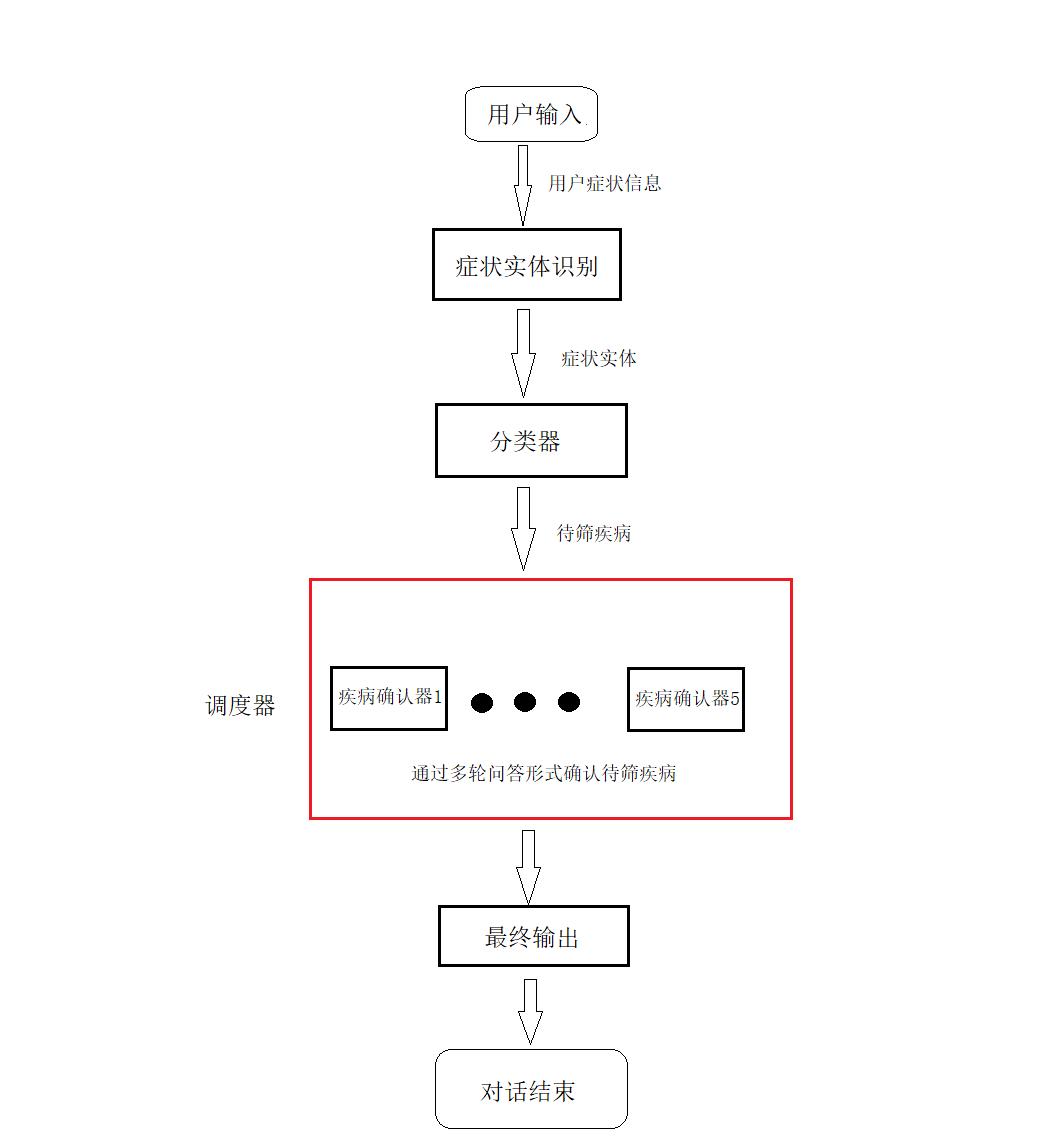 用户输入
用户症状信息
症状实体识别
症状实体
分类器
待筛疾病
调度器
疾病确认器1
疾病确认器5
通过多轮问答形式确认待筛疾病
最终输出
对话结束